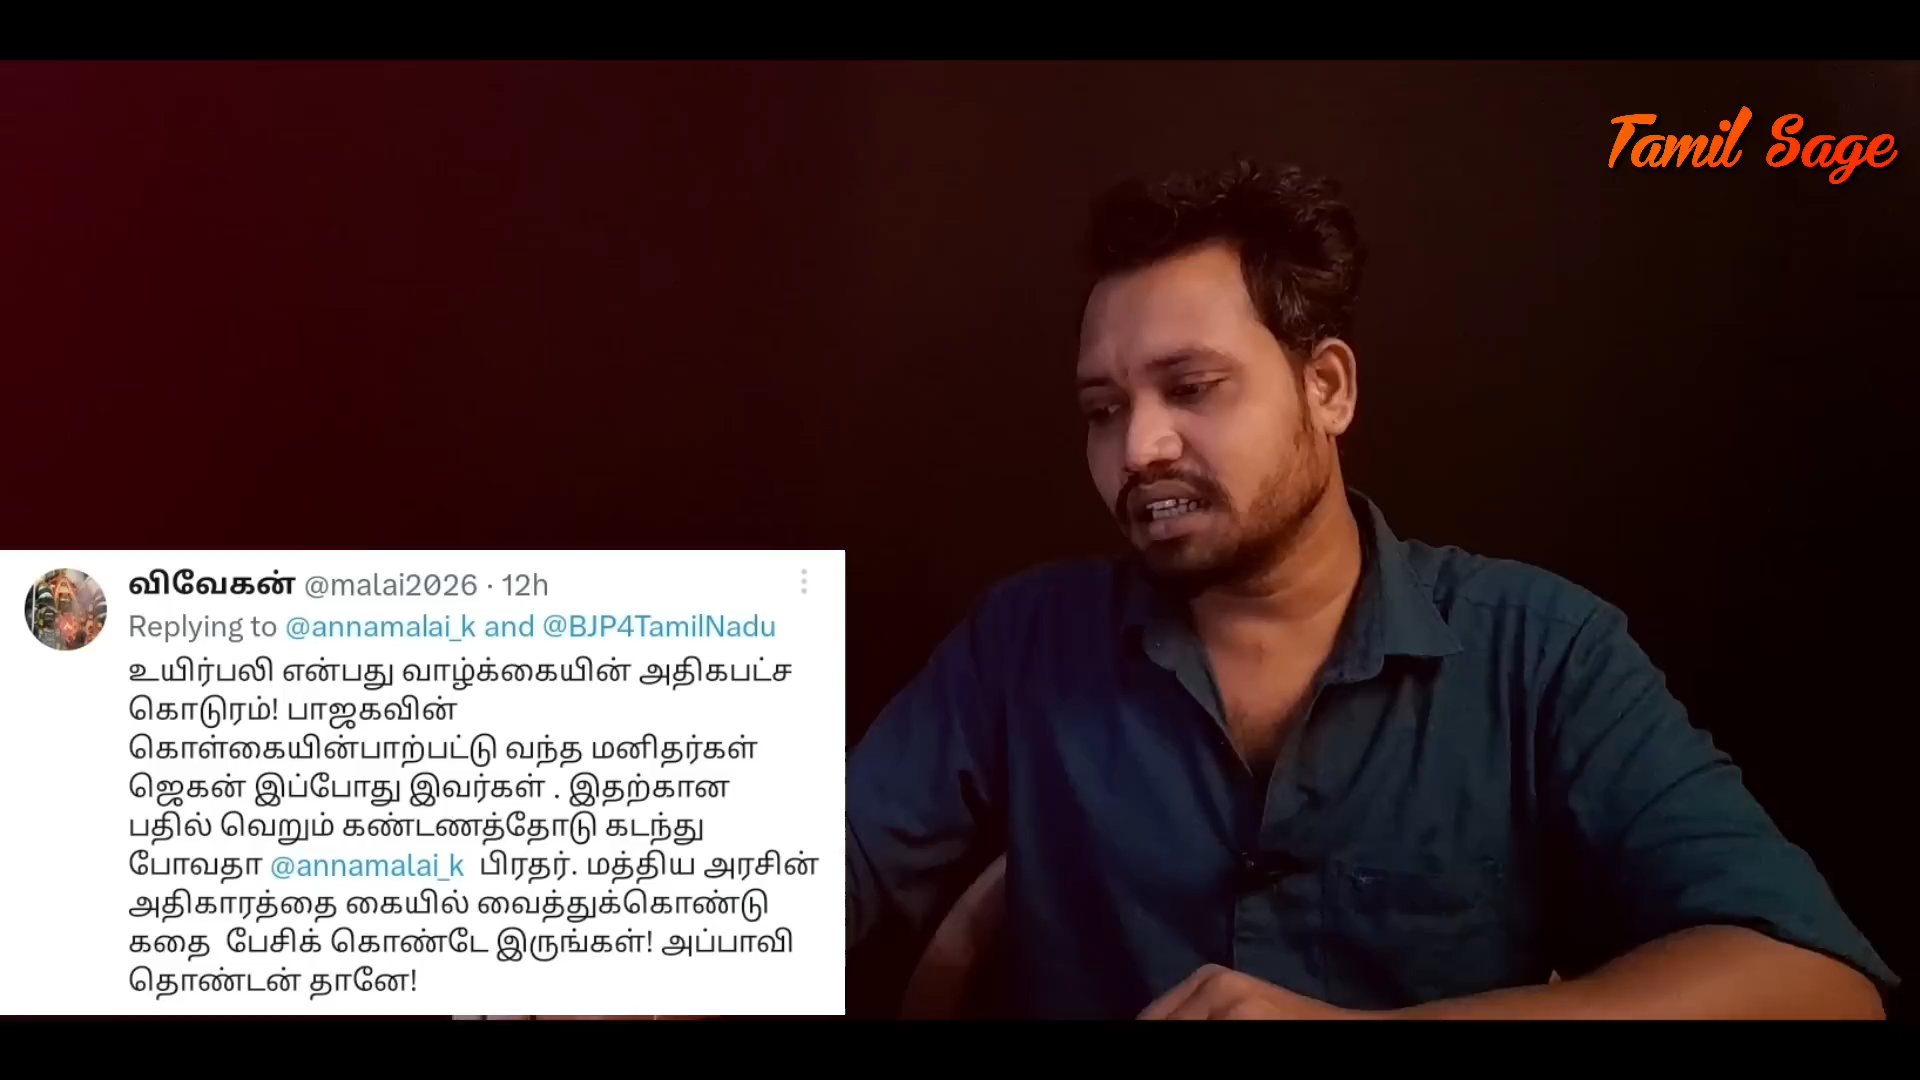 Tamil Sage
விவேகன் @malai2026 · 12h
Replying to @annamalai_k and @BJP4TamilNadu
உயிர்பலி என்பது வாழ்க்கையின் அதிகபட்ச
கொடுரம்! பாஜகவின்
கொள்கையின்பாற்பட்டு வந்த மனிதர்கள்
ஜெகன் இப்போது இவர்கள் . இதற்கான
பதில் வெறும் கண்டணத்தோடு கடந்து
போவதா @annamalai_k பிரதர். மத்திய அரசின்
அதிகாரத்தை கையில் வைத்துக்கொண்டு
கதை பேசிக் கொண்டே இருங்கள்! அப்பாவி
தொண்டன் தானே!